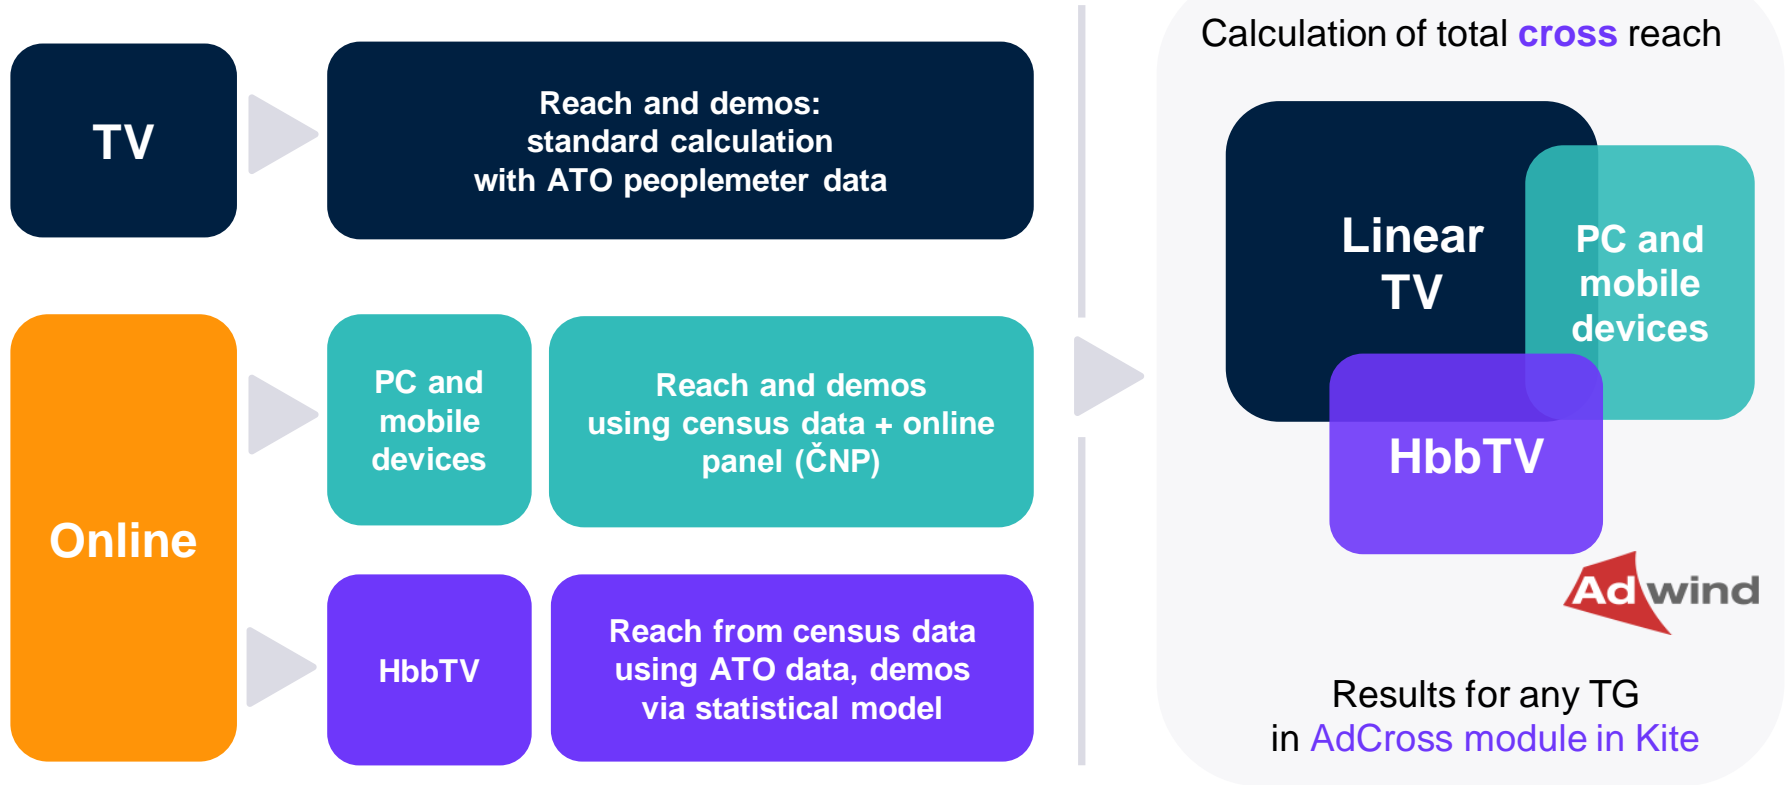 TV
Reach and demos:
standard calculation
with ATO peoplemeter data
Online
PC and
mobile
devices
Reach and demos
using census data + online
panel (ČNP)
HbbTV
Reach from census data
using ATO data, demos
via statistical model
Calculation of total cross reach
Linear
TV
PC and
mobile
devices
HbbTV
Adwind
Results for any TG
in AdCross module in Kite